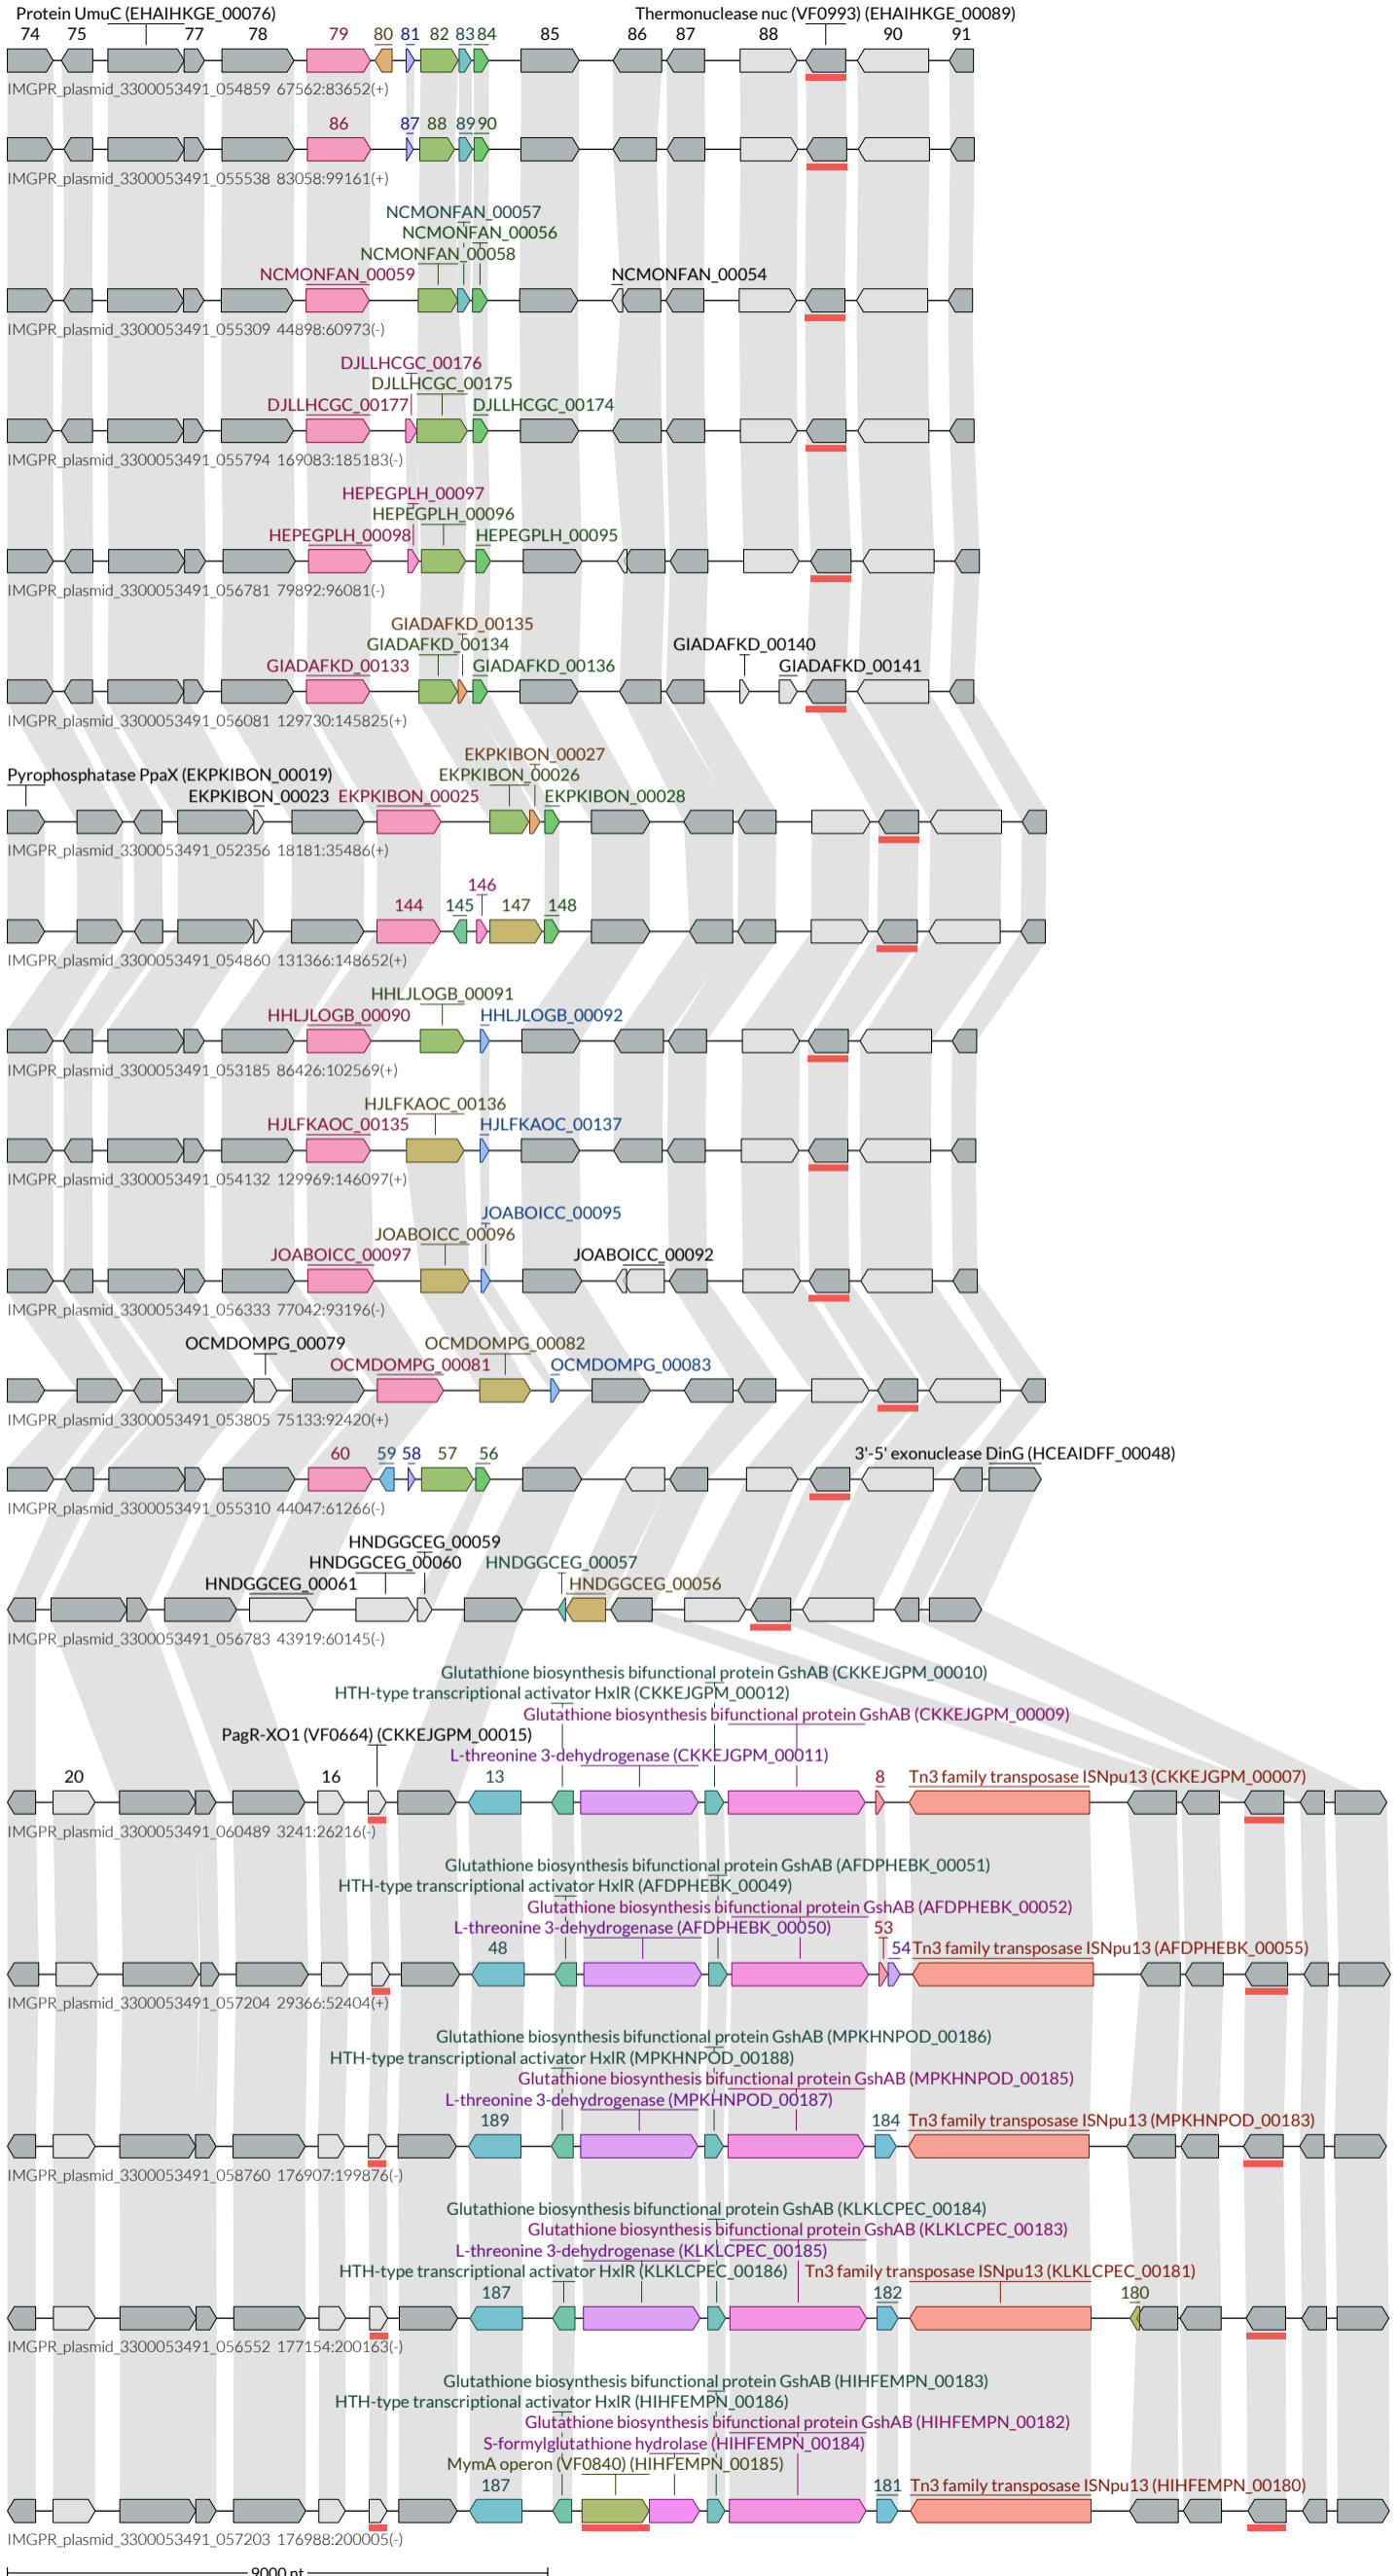 Protein UmuC (EHAIHKGE_00076) Thermonuclease nuc (VF0993) (EHAIHKGE_00089)
74 75 77 78 79 80 81 82 83 84 85 86 87 88 90 91
IMGPR_plasmid_3300053491_054859 67562:83652(+)
86 87 88 89 90
IMGPR_plasmid_3300053491_055538 83058:99161(+)
NCMONFAN_00057
NCMONFAN_00056
NCMONFAN_00058
NCMONFAN_00059 NCMONFAN_00054
IMGPR_plasmid_3300053491_055309 44898:60973(-)
DJLLHCGC_00176
DJLLHCGC_00175
DJLLHCGC_00177 DJLLHCGC_00174
IMGPR_plasmid_3300053491_055794 169083:185183(-)
HEPEGPLH_00097
HEPEGPLH_00096
HEPEGPLH_00098 HEPEGPLH_00095
IMGPR_plasmid_3300053491_056781 79892:96081(-)
GIADAFKD_00135
GIADAFKD_00134 GIADAFKD_00140
GIADAFKD_00133 GIADAFKD_00136 GIADAFKD_00141
IMGPR_plasmid_3300053491_056081 129730:145825(+)
EKPKIBON_00027
Pyrophosphatase PpaX (EKPKIBON_00019) EKPKIBON_00026
EKPKIBON_00023 EKPKIBON_00025 EKPKIBON_00028
IMGPR_plasmid_3300053491_052356 18181:35486(+)
146
144 145 147 148
IMGPR_plasmid_3300053491_054860 131366:148652(+)
HHLJLOGB_00091
HHLJLOGB_00090 HHLJLOGB_00092
IMGPR_plasmid_3300053491_053185 86426:102569(+)
HJLFKAOC_00136
HJLFKAOC_00135 HJLFKAOC_00137
IMGPR_plasmid_3300053491_054132 129969:146097(+)
JOABOICC_00095
JOABOICC_00096
JOABOICC_00097 JOABOICC_00092
IMGPR_plasmid_3300053491_056333 77042:93196(-)
OCMDOMPG_00079 OCMDOMPG_00082
OCMDOMPG_00081 OCMDOMPG_00083
IMGPR_plasmid_3300053491_053805 75133:92420(+)
60 59 58 57 56 3'-5' exonuclease DinG (HCEAIDFF_00048)
IMGPR_plasmid_3300053491_055310 44047:61266(-)
HNDGGCEG_00059
HNDGGCEG_00060 HNDGGCEG_00057
HNDGGCEG_00061 HNDGGCEG_00056
IMGPR_plasmid_3300053491_056783 43919:60145(-)
Glutathione biosynthesis bifunctional protein GshAB (CKKEJGPM_00010)
HTH-type transcriptional activator HxlR (CKKEJGPM_00012)
Glutathione biosynthesis bifunctional protein GshAB (CKKEJGPM_00009)
PagR-XO1 (VF0664) (CKKEJGPM_00015)
L-threonine 3-dehydrogenase (CKKEJGPM_00011)
20 16 13 8 Tn3 family transposase ISNpu13 (CKKEJGPM_00007)
IMGPR_plasmid_3300053491_060489 3241:26216(-)
Glutathione biosynthesis bifunctional protein GshAB (AFDPHEBK_00051)
HTH-type transcriptional activator HxlR (AFDPHEBK_00049)
Glutathione biosynthesis bifunctional protein GshAB (AFDPHEBK_00052)
L-threonine 3-dehydrogenase (AFDPHEBK_00050) 53
48 54 Tn3 family transposase ISNpu13 (AFDPHEBK_00055)
IMGPR_plasmid_3300053491_057204 29366:52404(+)
Glutathione biosynthesis bifunctional protein GshAB (MPKHNPOD_00186)
HTH-type transcriptional activator HxlR (MPKHNPOD_00188)
Glutathione biosynthesis bifunctional protein GshAB (MPKHNPOD_00185)
L-threonine 3-dehydrogenase (MPKHNPOD_00187)
189 184 Tn3 family transposase ISNpu13 (MPKHNPOD_00183)
IMGPR_plasmid_3300053491_058760 176907:199876(-)
Glutathione biosynthesis bifunctional protein GshAB (KLKLCPEC_00184)
Glutathione biosynthesis bifunctional protein GshAB (KLKLCPEC_00183)
L-threonine 3-dehydrogenase (KLKLCPEC_00185)
HTH-type transcriptional activator HxlR (KLKLCPEC_00186) Tn3 family transposase ISNpu13 (KLKLCPEC_00181)
187 182 180
IMGPR_plasmid_3300053491_056552 177154:200163(-)
Glutathione biosynthesis bifunctional protein GshAB (HIHFEMPN_00183)
HTH-type transcriptional activator HxlR (HIHFEMPN_00186)
Glutathione biosynthesis bifunctional protein GshAB (HIHFEMPN_00182)
S-formylglutathione hydrolase (HIHFEMPN_00184)
MymA operon (VF0840) (HIHFEMPN_00185)
187 181 Tn3 family transposase ISNpu13 (HIHFEMPN_00180)
IMGPR_plasmid_3300053491_057203 176988:200005(-)
9000 nt